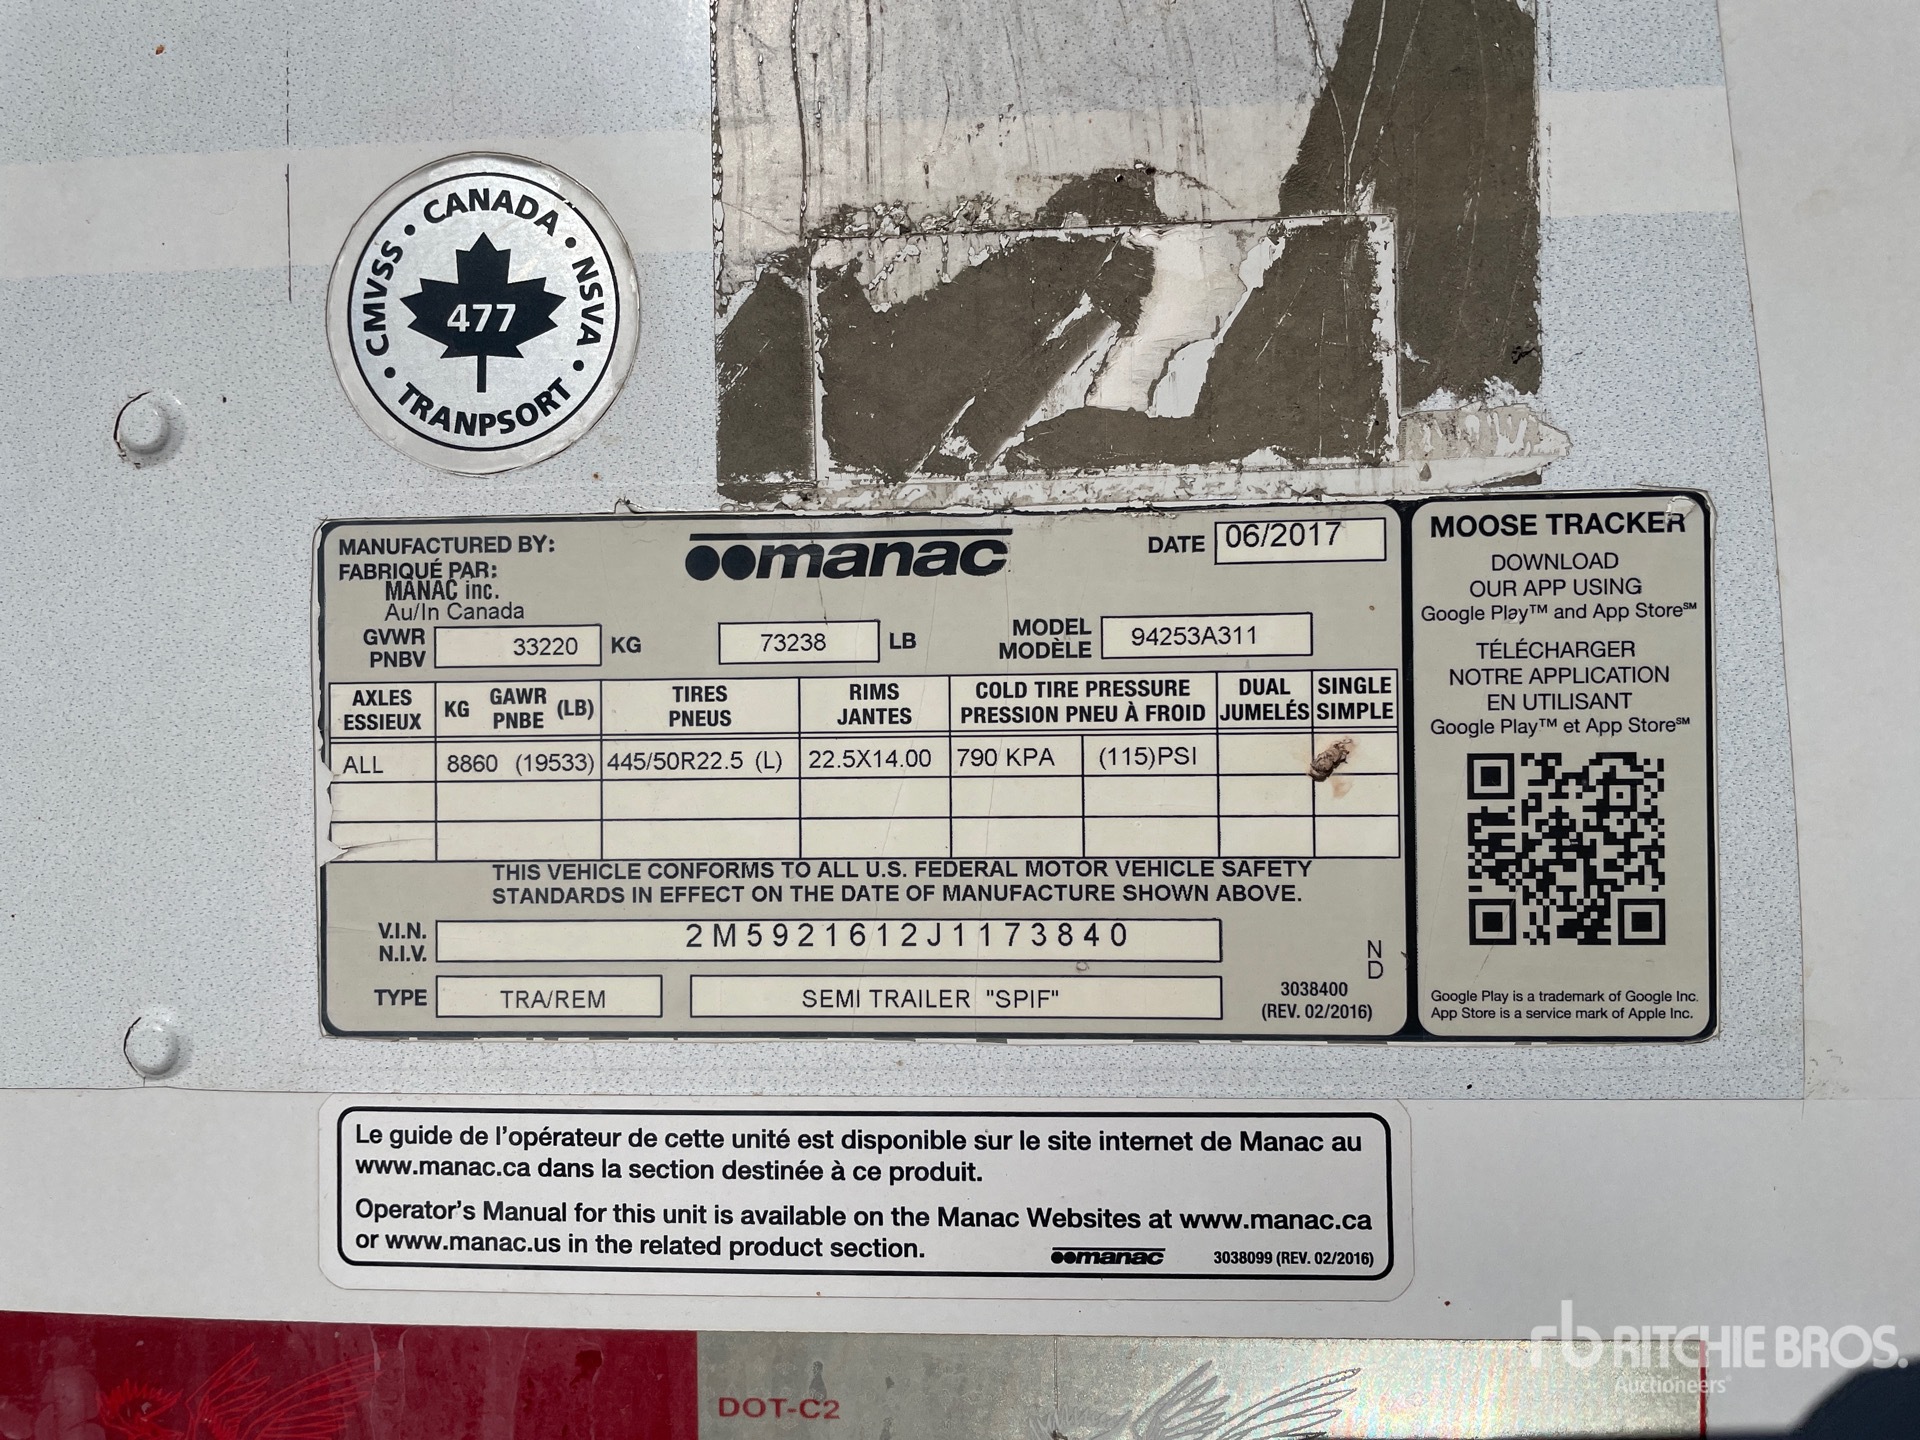 CMVSS • CANADA • NSVA • TRANPSORT •
477
MANUFACTURED BY:
FABRIQUÉ PAR:
MANAC inc.
Au/In Canada
manac
DATE 06/2017
GVWR
PNBV
33220 KG 73238 LB
MODEL
MODÈLE
94253A311
AXLES
ESSIEUX
KG GAWR (LB)
PNBE
TIRES
PNEUS
RIMS
JANTES
COLD TIRE PRESSURE
PRESSION PNEU À FROID
DUAL
JUMELÉS
SINGLE
SIMPLE
ALL 8860 (19533) 445/50R22.5 (L) 22.5X14.00 790 KPA (115)PSI
THIS VEHICLE CONFORMS TO ALL U.S. FEDERAL MOTOR VEHICLE SAFETY
STANDARDS IN EFFECT ON THE DATE OF MANUFACTURE SHOWN ABOVE.
V.I.N.
N.I.V.
2M5921612J1173840
N
D
TYPE TRA/REM SEMI TRAILER "SPIF"
3038400
(REV. 02/2016)
MOOSE TRACKER
DOWNLOAD
OUR APP USING
Google Play™ and App Store℠
TÉLÉCHARGER
NOTRE APPLICATION
EN UTILISANT
Google Play™ et App Store℠
Google Play is a trademark of Google Inc.
App Store is a service mark of Apple Inc.
Le guide de l'opérateur de cette unité est disponible sur le site internet de Manac au
www.manac.ca dans la section destinée à ce produit.
Operator's Manual for this unit is available on the Manac Websites at www.manac.ca
or www.manac.us in the related product section.
manac 3038099 (REV. 02/2016)
DOT-C2
rb RITCHIE BROS.
Auctioneers